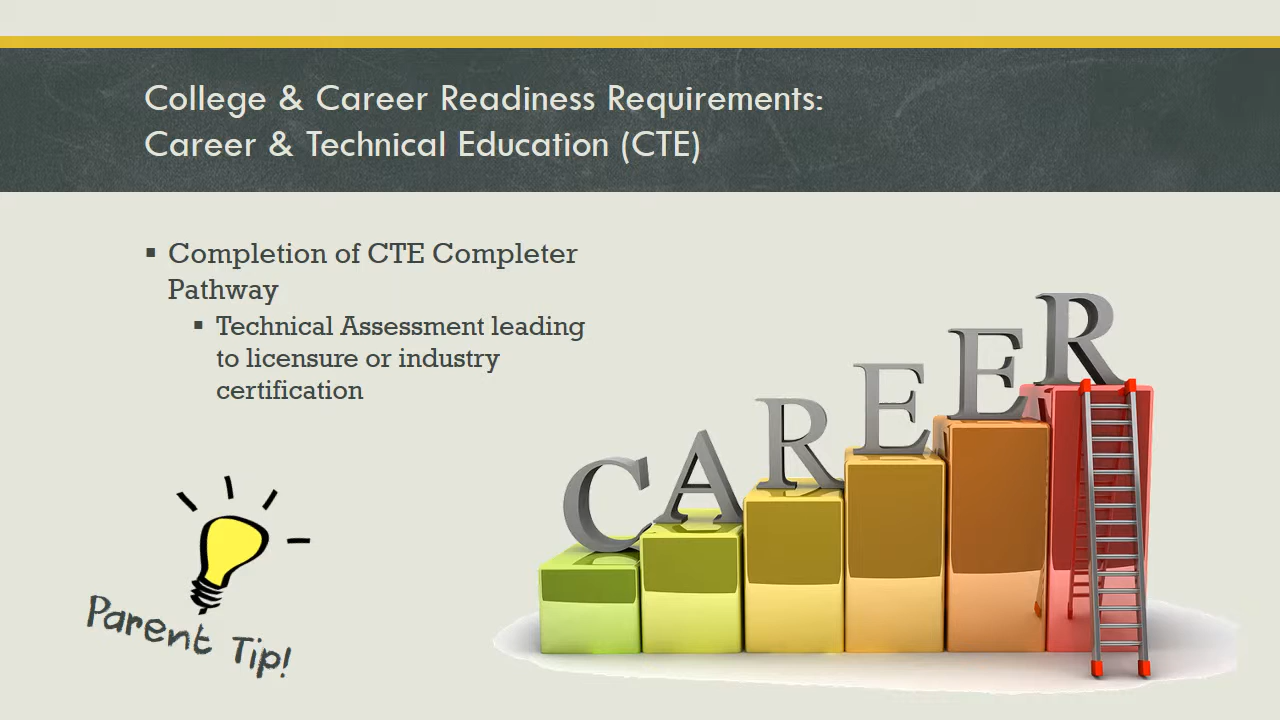 College & Career Readiness Requirements:
Career & Technical Education (CTE)
▪ Completion of CTE Completer
Pathway
▪ Technical Assessment leading
to licensure or industry
certification
CAREER
Parent Tip!